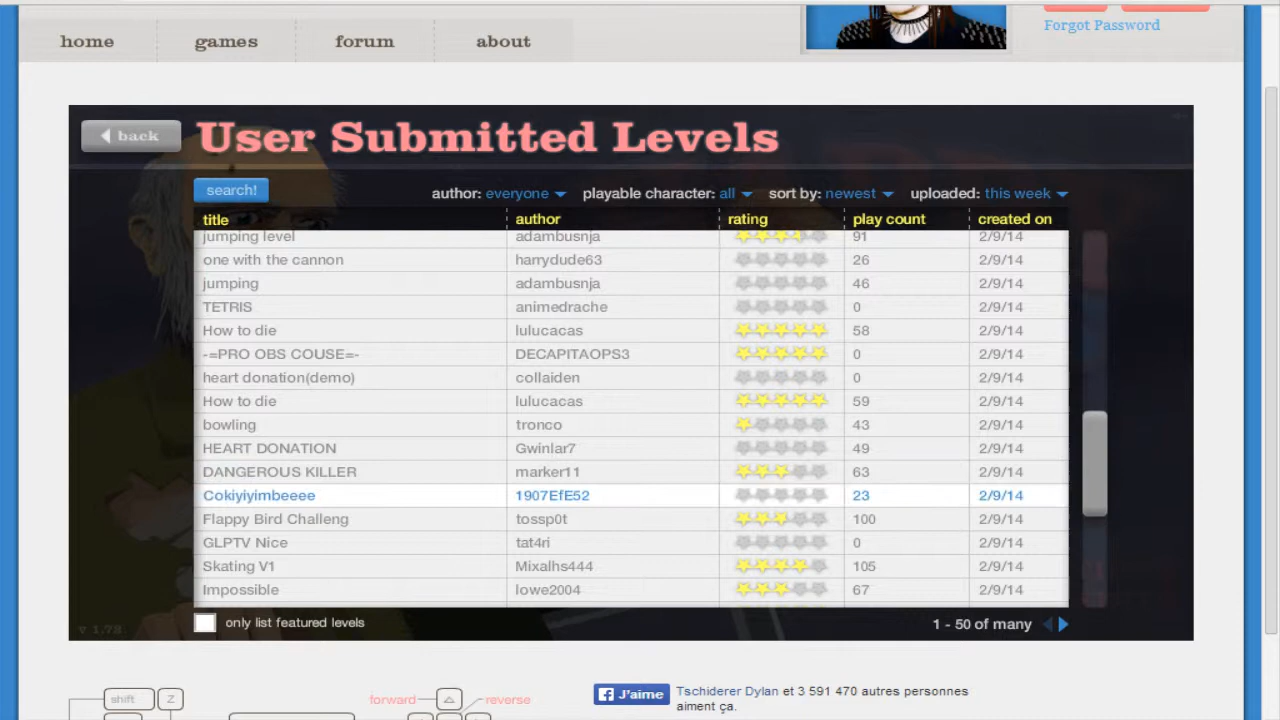 home games forum about
Forgot Password
back User Submitted Levels
search! author: everyone playable character: all sort by: newest uploaded: this week
title author rating play count created on
jumping level adambusnja 91 2/9/14
one with the cannon harrydude63 26 2/9/14
jumping adambusnja 46 2/9/14
TETRIS animedrache 0 2/9/14
How to die lulucacas 58 2/9/14
-=PRO OBS COUSE=- DECAPITAOPS3 0 2/9/14
heart donation(demo) collaiden 0 2/9/14
How to die lulucacas 59 2/9/14
bowling tronco 43 2/9/14
HEART DONATION Gwinlar7 49 2/9/14
DANGEROUS KILLER marker11 63 2/9/14
Cokiyiyimbeeee 1907EfE52 23 2/9/14
Flappy Bird Challeng tossp0t 100 2/9/14
GLPTV Nice tat4ri 0 2/9/14
Skating V1 Mixalhs444 105 2/9/14
Impossible lowe2004 67 2/9/14
only list featured levels 1 - 50 of many
v 1.78
shift Z forward reverse J'aime Tschiderer Dylan et 3 591 470 autres personnes
aiment ça.